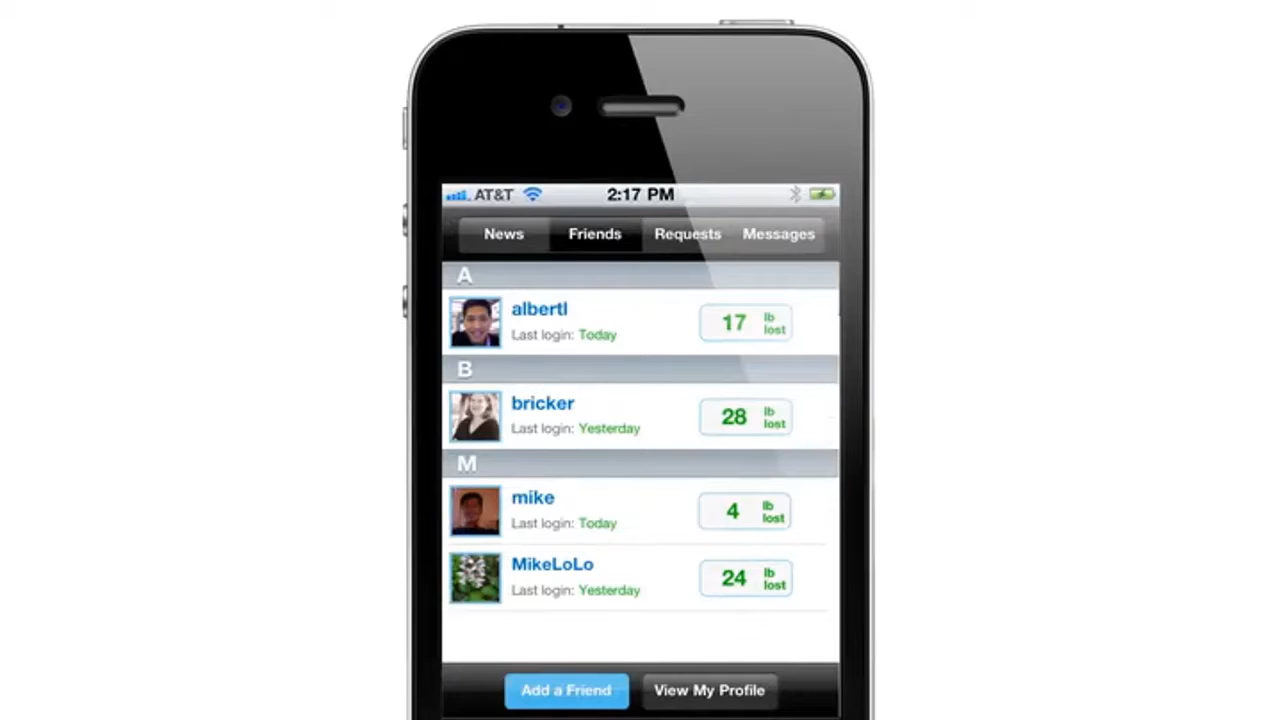 AT&T 2:17 PM
News Friends Requests Messages
A
albertl
Last login: Today
17 lb lost
B
bricker
Last login: Yesterday
28 lb lost
M
mike
Last login: Today
4 lb lost
MikeLoLo
Last login: Yesterday
24 lb lost
Add a Friend View My Profile